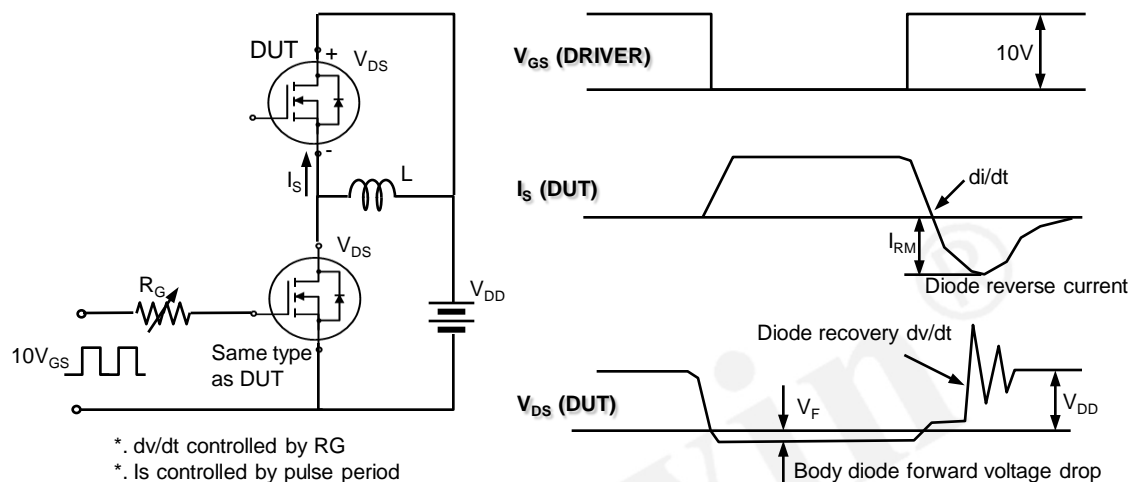 DUT
+
V_DS
-
I_S
L
V_DS
R_G
V_DD
10V_GS
Same type
as DUT
*. dv/dt controlled by RG
*. Is controlled by pulse period
V_GS (DRIVER)
10V
I_S (DUT)
di/dt
I_RM
Diode reverse current
Diode recovery dv/dt
V_DS (DUT)
V_F
V_DD
Body diode forward voltage drop